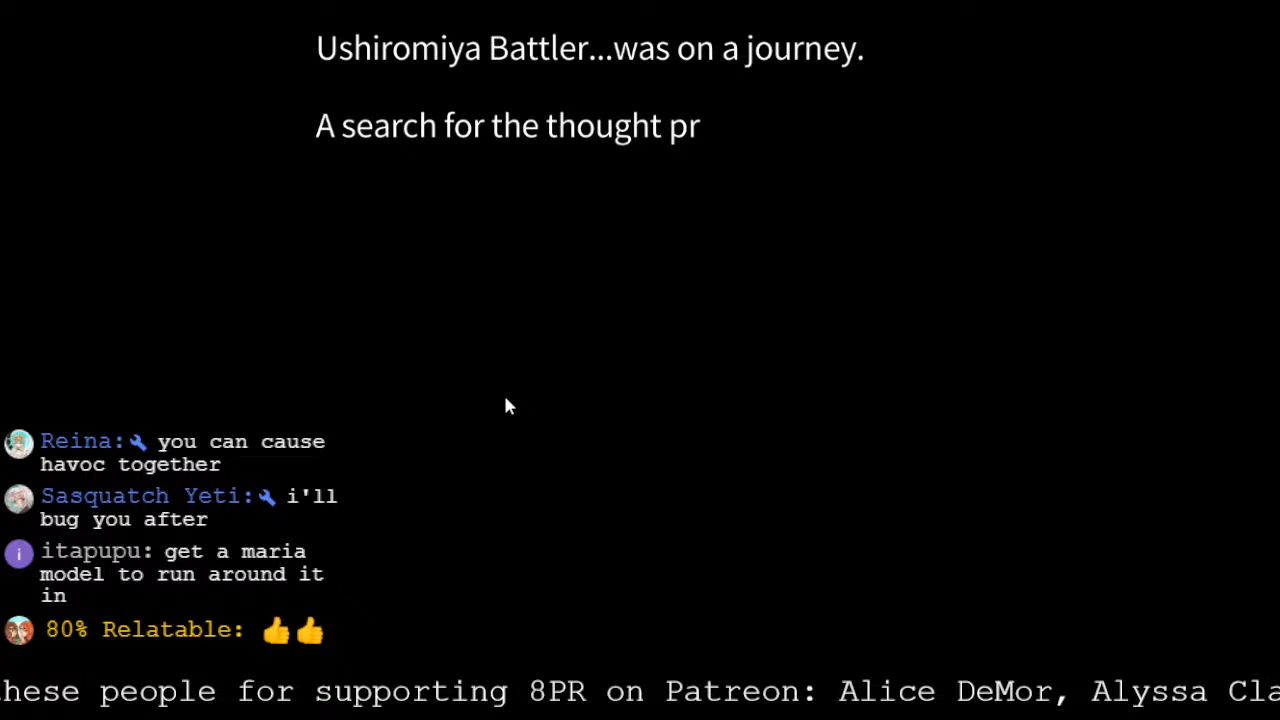 Ushiromiya Battler...was on a journey.
A search for the thought pr
Reina: you can cause
havoc together
Sasquatch Yeti: i'll
bug you after
i itapupu: get a maria
model to run around it
in
80% Relatable: 👍👍
these people for supporting 8PR on Patreon: Alice DeMor, Alyssa Cla